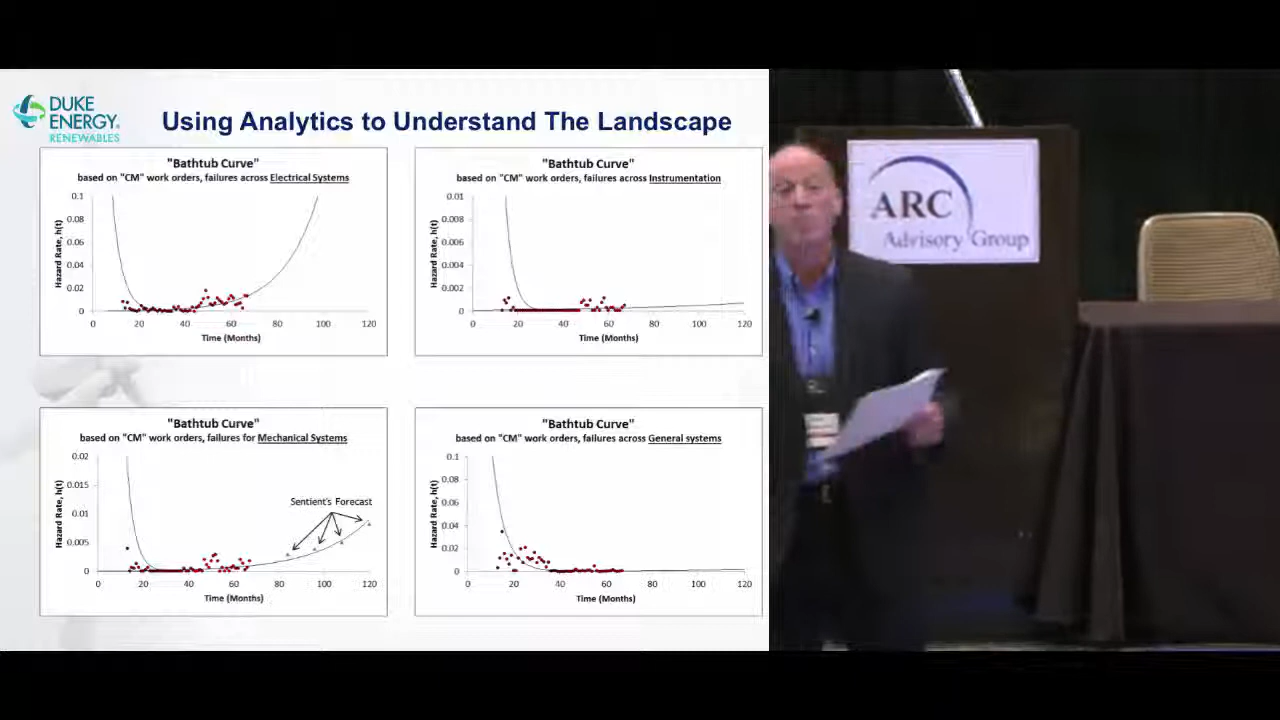 DUKE
ENERGY®
RENEWABLES
Using Analytics to Understand The Landscape
"Bathtub Curve"
based on "CM" work orders, failures across Electrical Systems
Hazard Rate, h(t)
0.1
0.08
0.06
0.04
0.02
0
0 20 40 60 80 100 120
Time (Months)
"Bathtub Curve"
based on "CM" work orders, failures across Instrumentation
Hazard Rate, h(t)
0.01
0.008
0.006
0.004
0.002
0
0 20 40 60 80 100 120
Time (Months)
"Bathtub Curve"
based on "CM" work orders, failures for Mechanical Systems
Hazard Rate, h(t)
0.02
0.015
0.01
0.005
0
0 20 40 60 80 100 120
Time (Months)
Sentient's Forecast
"Bathtub Curve"
based on "CM" work orders, failures across General systems
Hazard Rate, h(t)
0.1
0.08
0.06
0.04
0.02
0
0 20 40 60 80 100 120
Time (Months)
ARC
Advisory Group